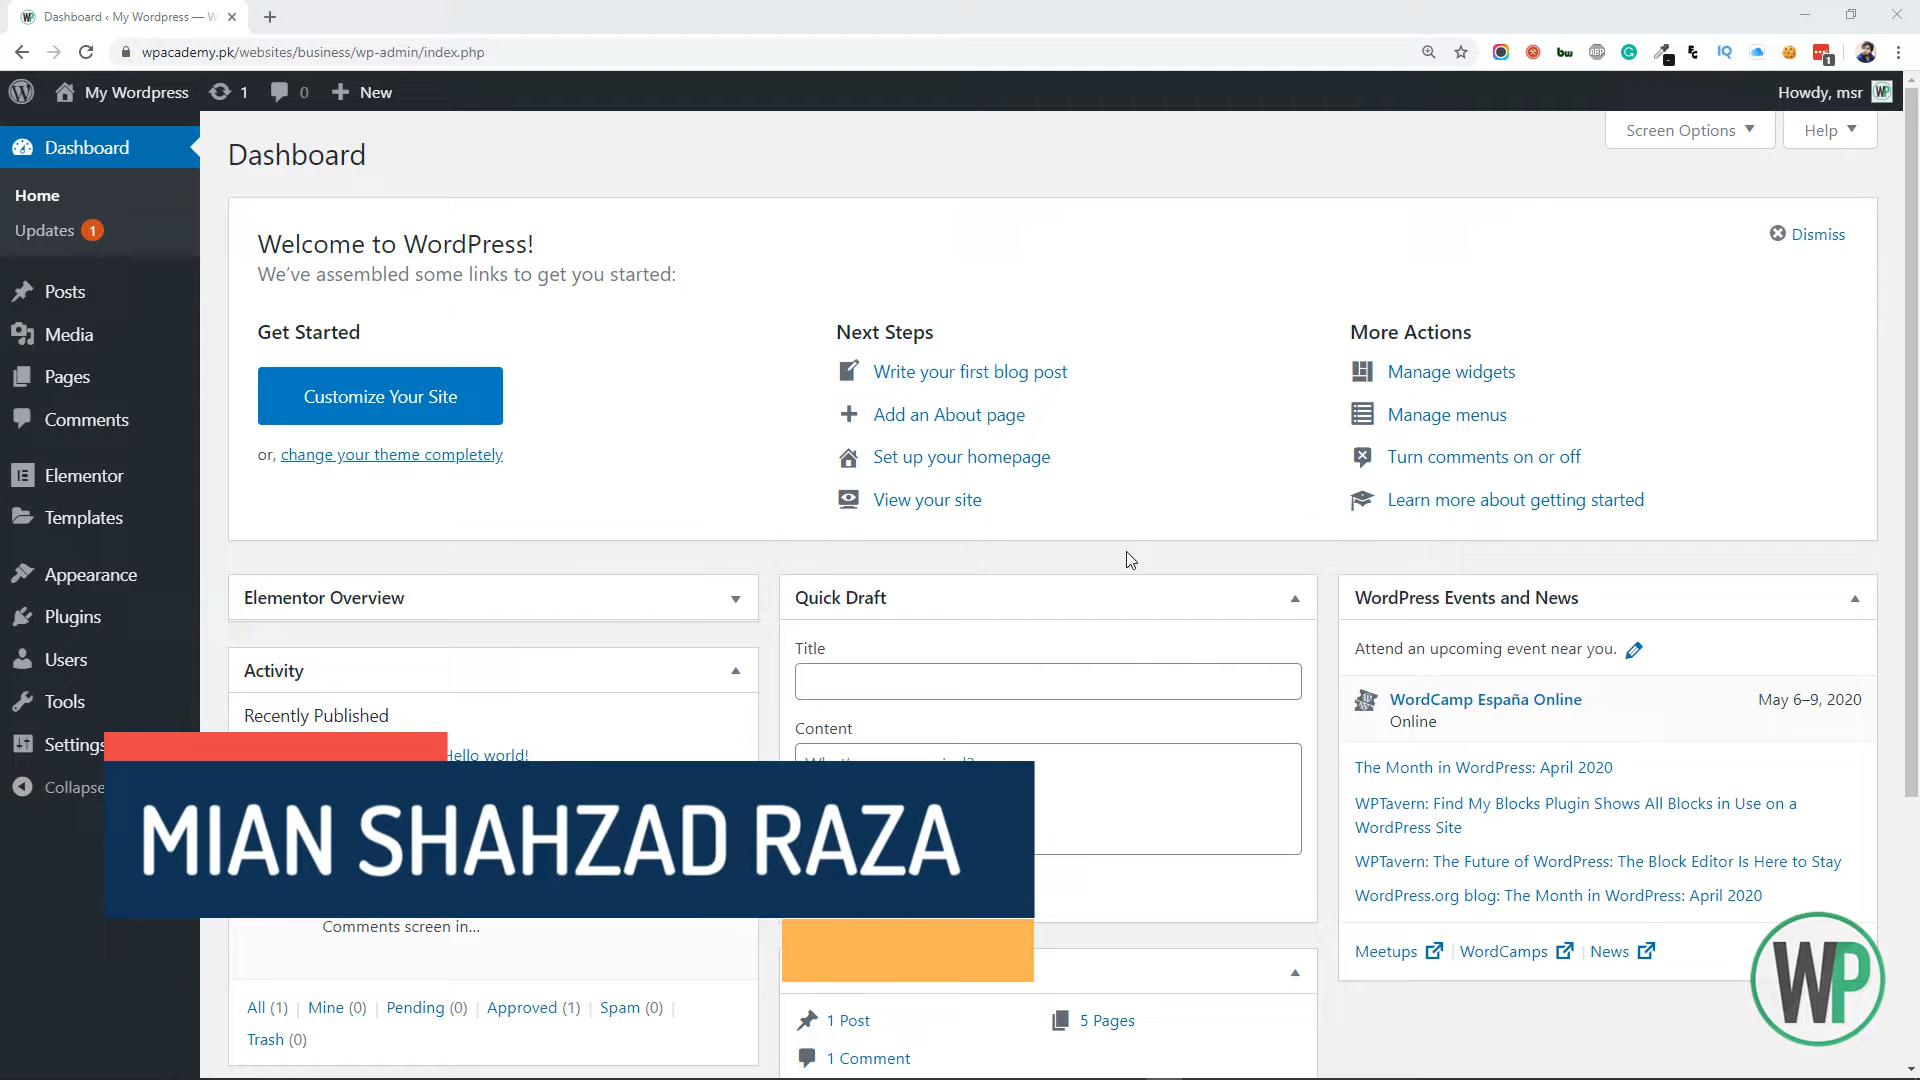 Dashboard ‹ My Wordpress — W
wpacademy.pk/websites/business/wp-admin/index.php
ABP
IQ
1
My Wordpress
1
0
New
Howdy, msr
WP
Dashboard
Home
Updates 1
Posts
Media
Pages
Comments
Elementor
Templates
Appearance
Plugins
Users
Tools
Settings
Collapse
Screen Options
Help
Dashboard
Welcome to WordPress!
We've assembled some links to get you started:
Dismiss
Get Started
Customize Your Site
or, change your theme completely
Next Steps
Write your first blog post
Add an About page
Set up your homepage
View your site
More Actions
Manage widgets
Manage menus
Turn comments on or off
Learn more about getting started
Elementor Overview
Activity
Recently Published
Hello world!
MIAN SHAHZAD RAZA
Comments screen in...
All (1) | Mine (0) | Pending (0) | Approved (1) | Spam (0) |
Trash (0)
Quick Draft
Title
Content
1 Post
5 Pages
1 Comment
WordPress Events and News
Attend an upcoming event near you.
WordCamp España Online
May 6–9, 2020
Online
The Month in WordPress: April 2020
WPTavern: Find My Blocks Plugin Shows All Blocks in Use on a
WordPress Site
WPTavern: The Future of WordPress: The Block Editor Is Here to Stay
WordPress.org blog: The Month in WordPress: April 2020
Meetups | WordCamps | News
WP